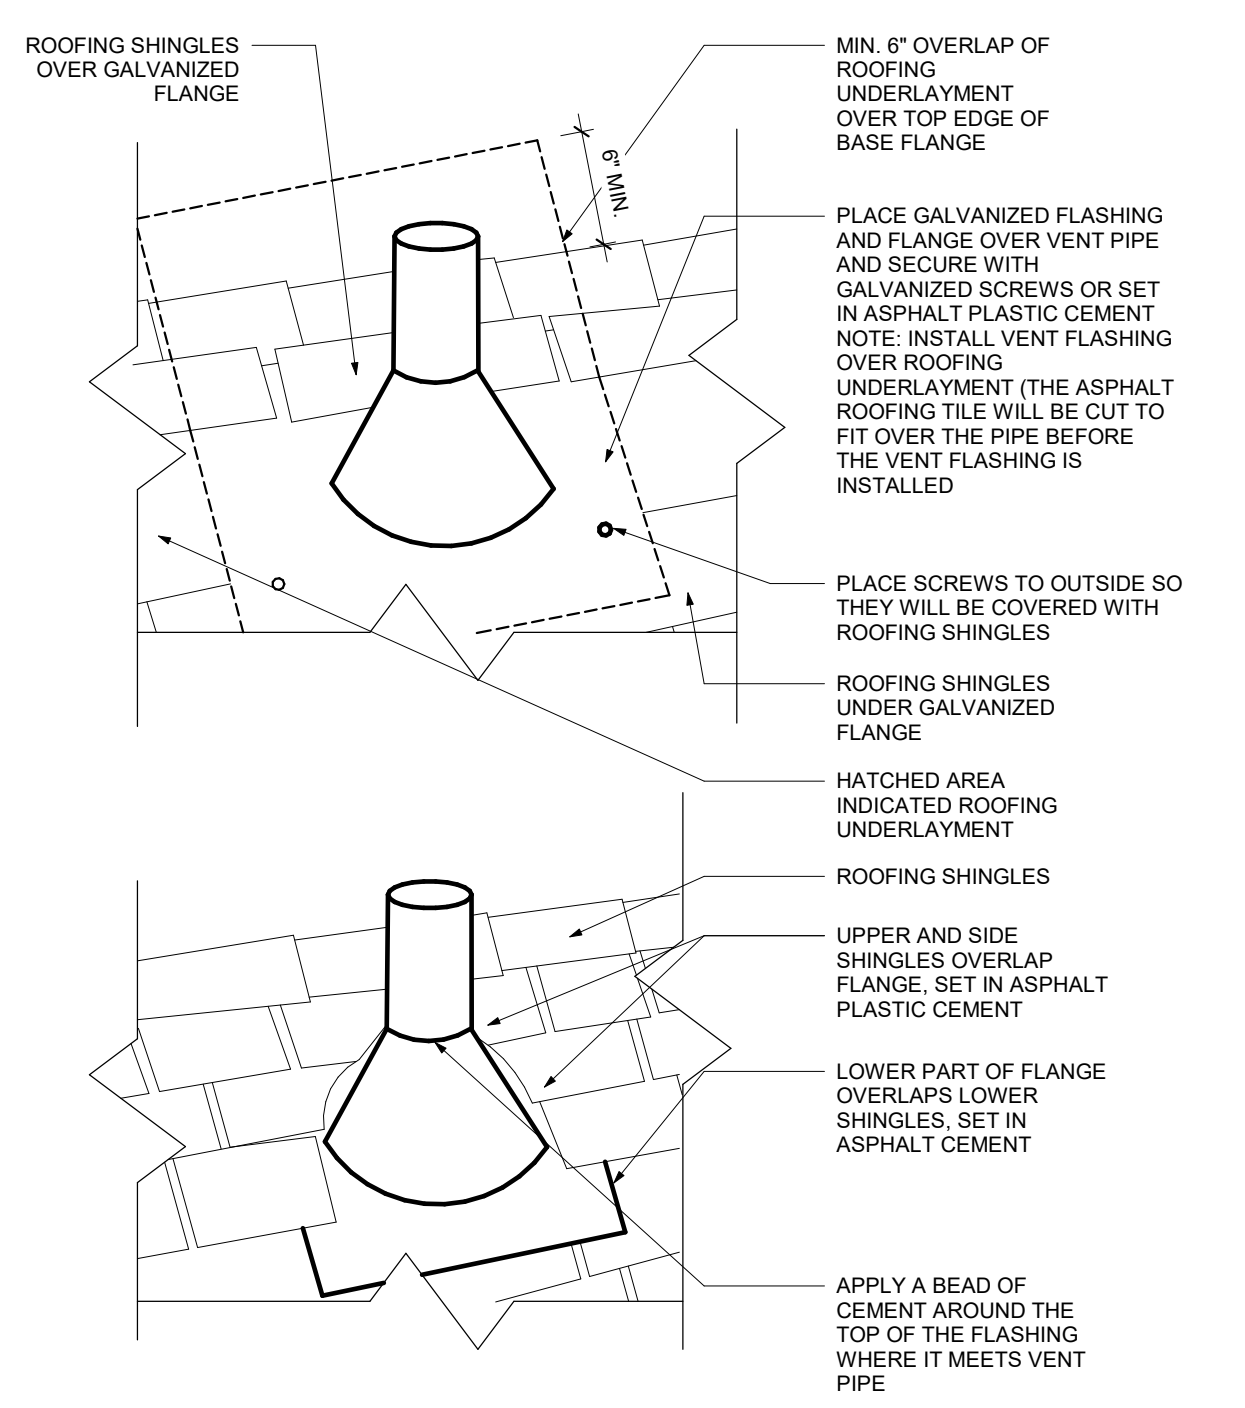 ROOFING SHINGLES
OVER GALVANIZED
FLANGE
MIN. 6" OVERLAP OF
ROOFING
UNDERLAYMENT
OVER TOP EDGE OF
BASE FLANGE
6" MIN.
PLACE GALVANIZED FLASHING
AND FLANGE OVER VENT PIPE
AND SECURE WITH
GALVANIZED SCREWS OR SET
IN ASPHALT PLASTIC CEMENT
NOTE: INSTALL VENT FLASHING
OVER ROOFING
UNDERLAYMENT (THE ASPHALT
ROOFING TILE WILL BE CUT TO
FIT OVER THE PIPE BEFORE
THE VENT FLASHING IS
INSTALLED
PLACE SCREWS TO OUTSIDE SO
THEY WILL BE COVERED WITH
ROOFING SHINGLES
ROOFING SHINGLES
UNDER GALVANIZED
FLANGE
HATCHED AREA
INDICATED ROOFING
UNDERLAYMENT
ROOFING SHINGLES
UPPER AND SIDE
SHINGLES OVERLAP
FLANGE, SET IN ASPHALT
PLASTIC CEMENT
LOWER PART OF FLANGE
OVERLAPS LOWER
SHINGLES, SET IN
ASPHALT CEMENT
APPLY A BEAD OF
CEMENT AROUND THE
TOP OF THE FLASHING
WHERE IT MEETS VENT
PIPE